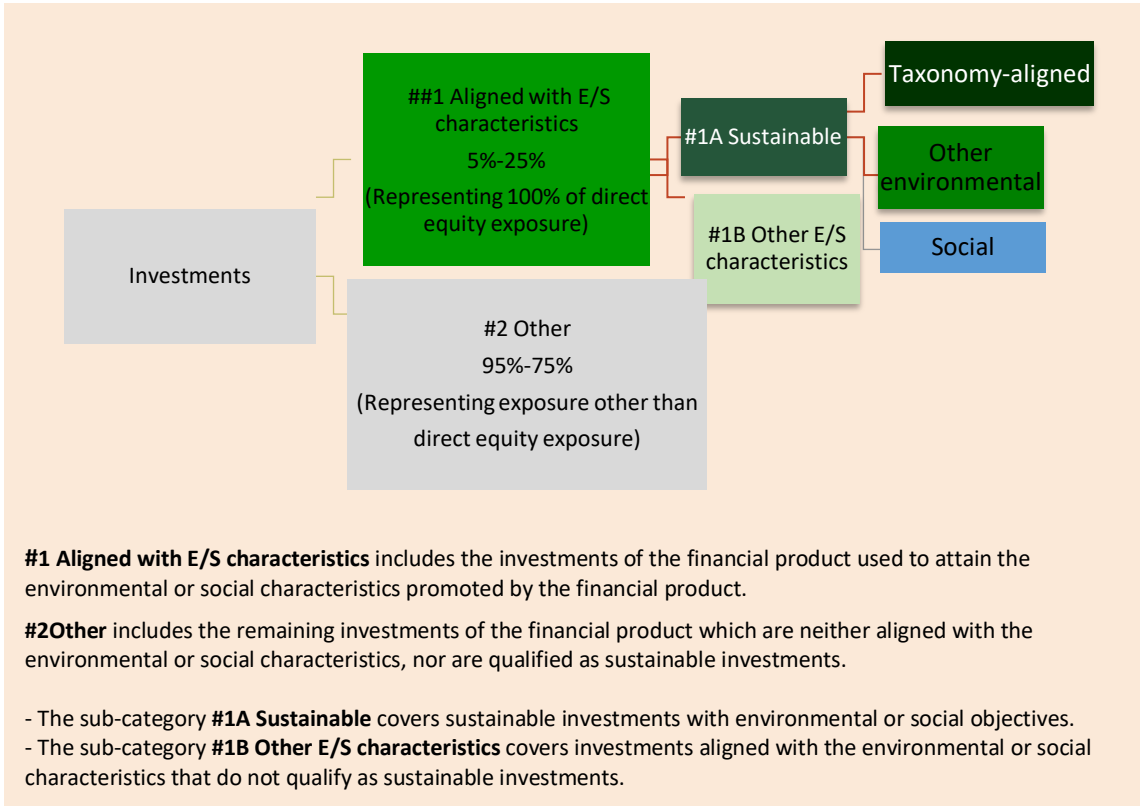 Investments
##1 Aligned with E/S
characteristics
5%-25%
(Representing 100% of direct
equity exposure)
#2 Other
95%-75%
(Representing exposure other than
direct equity exposure)
#1A Sustainable
#1B Other E/S
characteristics
Taxonomy-aligned
Other
environmental
Social
#1 Aligned with E/S characteristics includes the investments of the financial product used to attain the
environmental or social characteristics promoted by the financial product.
#2Other includes the remaining investments of the financial product which are neither aligned with the
environmental or social characteristics, nor are qualified as sustainable investments.
- The sub-category #1A Sustainable covers sustainable investments with environmental or social objectives.
- The sub-category #1B Other E/S characteristics covers investments aligned with the environmental or social
characteristics that do not qualify as sustainable investments.